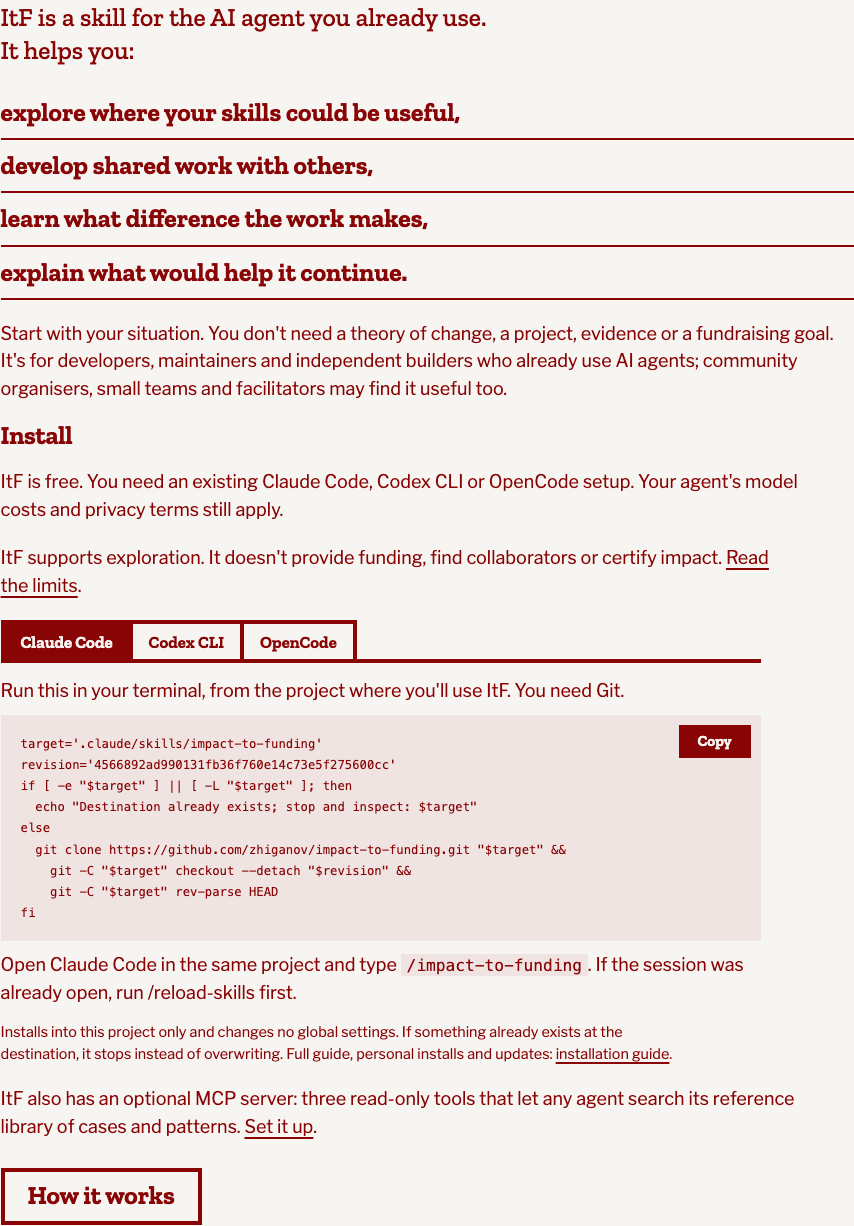 ItF is a skill for the AI agent you already use.
It helps you:
explore where your skills could be useful,
develop shared work with others,
learn what difference the work makes,
explain what would help it continue.
Start with your situation. You don't need a theory of change, a project, evidence or a fundraising goal.
It's for developers, maintainers and independent builders who already use AI agents; community
organisers, small teams and facilitators may find it useful too.
Install
ItF is free. You need an existing Claude Code, Codex CLI or OpenCode setup. Your agent's model
costs and privacy terms still apply.
ItF supports exploration. It doesn't provide funding, find collaborators or certify impact. Read
the limits.
Claude Code Codex CLI OpenCode
Run this in your terminal, from the project where you'll use ItF. You need Git.
Copy
target='.claude/skills/impact-to-funding'
revision='4566892ad990131fb36f760e14c73e5f275600cc'
if [ -e "$target" ] || [ -L "$target" ]; then
  echo "Destination already exists; stop and inspect: $target"
else
  git clone https://github.com/zhiganov/impact-to-funding.git "$target" &&
    git -C "$target" checkout --detach "$revision" &&
    git -C "$target" rev-parse HEAD
fi
Open Claude Code in the same project and type /impact-to-funding. If the session was
already open, run /reload-skills first.
Installs into this project only and changes no global settings. If something already exists at the
destination, it stops instead of overwriting. Full guide, personal installs and updates: installation guide.
ItF also has an optional MCP server: three read-only tools that let any agent search its reference
library of cases and patterns. Set it up.
How it works